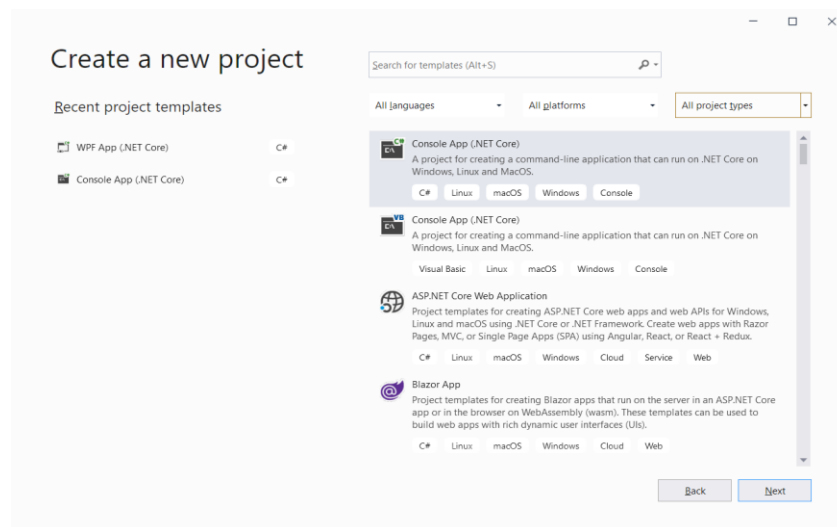 Create a new project
Recent project templates
WPF App (.NET Core) C#
Console App (.NET Core) C#
Search for templates (Alt+S)
All languages All platforms All project types
Console App (.NET Core)
A project for creating a command-line application that can run on .NET Core on
Windows, Linux and MacOS.
C# Linux macOS Windows Console
Console App (.NET Core)
A project for creating a command-line application that can run on .NET Core on
Windows, Linux and MacOS.
Visual Basic Linux macOS Windows Console
ASP.NET Core Web Application
Project templates for creating ASP.NET Core web apps and web APIs for Windows,
Linux and macOS using .NET Core or .NET Framework. Create web apps with Razor
Pages, MVC, or Single Page Apps (SPA) using Angular, React, or React + Redux.
C# Linux macOS Windows Cloud Service Web
Blazor App
Project templates for creating Blazor apps that run on the server in an ASP.NET Core
app or in the browser on WebAssembly (wasm). These templates can be used to
build web apps with rich dynamic user interfaces (UIs).
C# Linux macOS Windows Cloud Web
Back Next